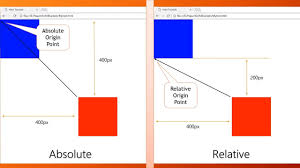 Absolute
Origin
Point
400px
400px
Absolute
Relative
Origin
Point
200px
400px
Relative